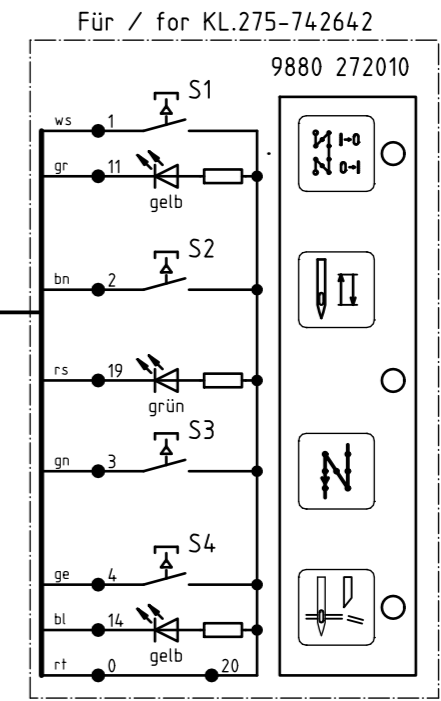 Für / for KL.275-742642
9880 272010
S1
ws 1
I→0
0→I
gr 11
gelb
S2
bn 2
rs 19
grün
S3
gn 3
S4
ge 4
bl 14
gelb
rt 0 20